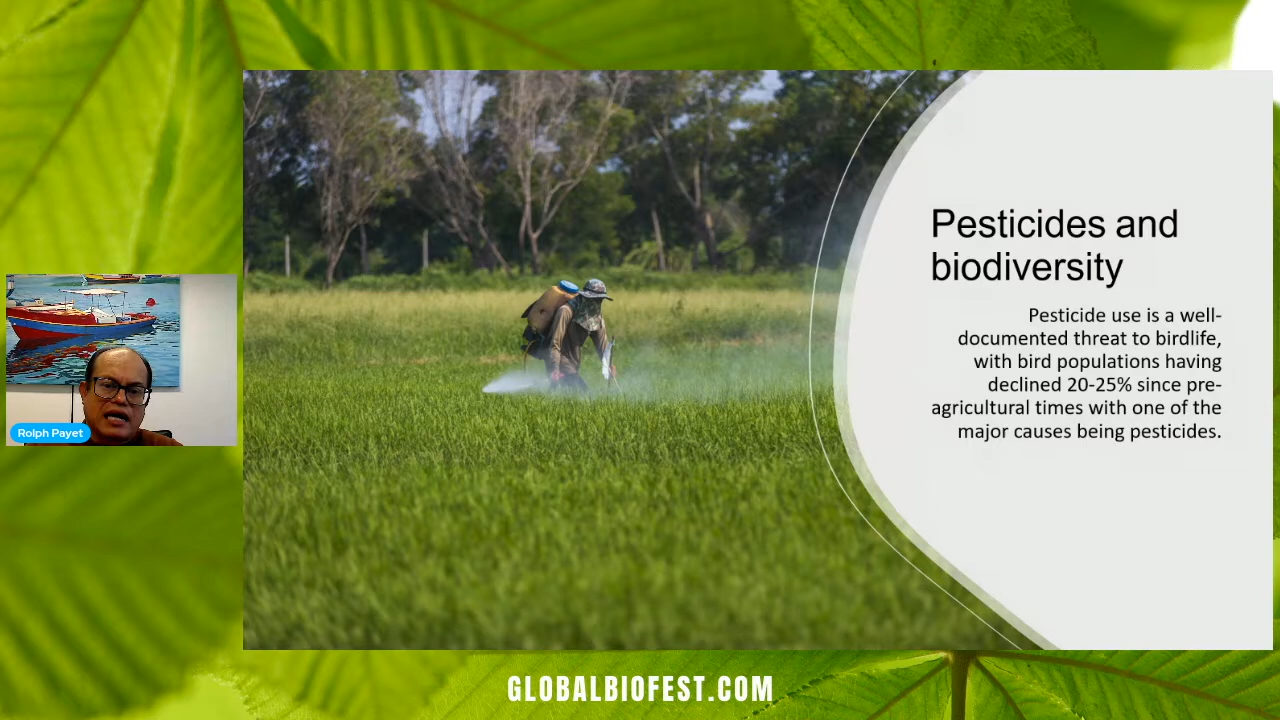 Pesticides and
biodiversity
Pesticide use is a well-
documented threat to birdlife,
with bird populations having
declined 20-25% since pre-
agricultural times with one of the
major causes being pesticides.
Rolph Payet
GLOBALBIOFEST.COM